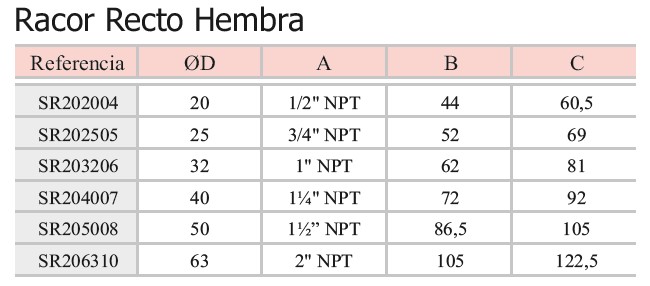 Racor Recto Hembra
Referencia ØD A B C
SR202004 20 1/2" NPT 44 60,5
SR202505 25 3/4" NPT 52 69
SR203206 32 1" NPT 62 81
SR204007 40 1¼" NPT 72 92
SR205008 50 1½” NPT 86,5 105
SR206310 63 2" NPT 105 122,5